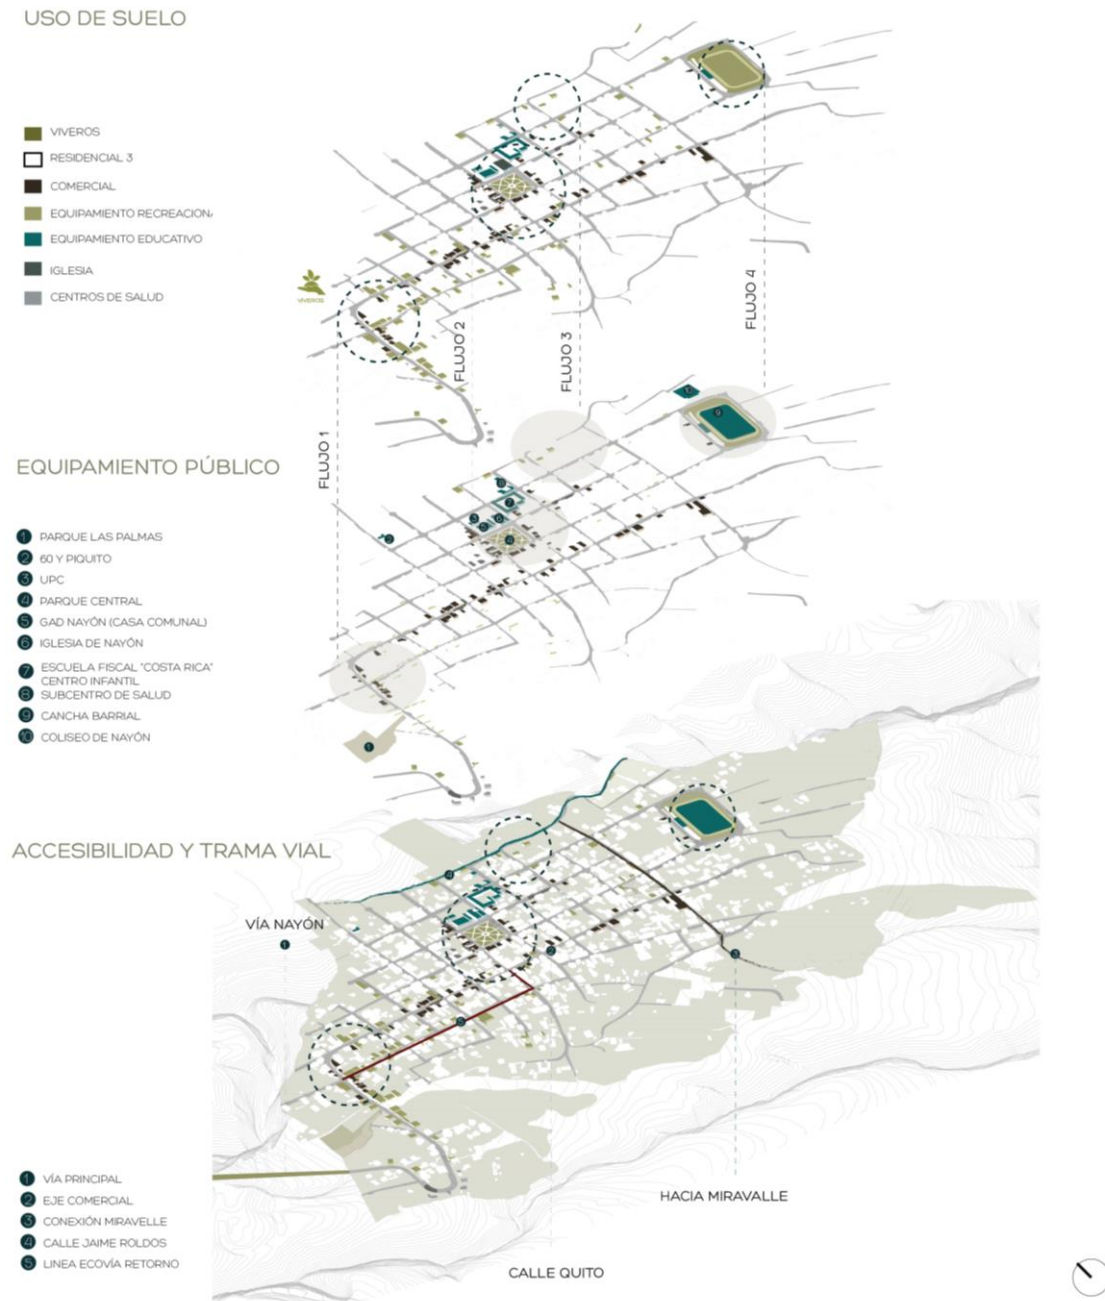 USO DE SUELO
VIVEROS
RESIDENCIAL 3
COMERCIAL
EQUIPAMIENTO RECREACION
EQUIPAMIENTO EDUCATIVO
IGLESIA
CENTROS DE SALUD
VIVEROS
FLUJO 1
FLUJO 2
FLUJO 3
FLUJO 4
EQUIPAMIENTO PÚBLICO
1 PARQUE LAS PALMAS
2 60 Y PIQUITO
3 UPC
4 PARQUE CENTRAL
5 GAD NAYÓN (CASA COMUNAL)
6 IGLESIA DE NAYÓN
7 ESCUELA FISCAL "COSTA RICA"
CENTRO INFANTIL
8 SUBCENTRO DE SALUD
9 CANCHA BARRIAL
10 COLISEO DE NAYÓN
ACCESIBILIDAD Y TRAMA VIAL
VÍA NAYÓN
1
1 VÍA PRINCIPAL
2 EJE COMERCIAL
3 CONEXIÓN MIRAVELLE
4 CALLE JAIME ROLDOS
5 LINEA ECOVÍA RETORNO
HACIA MIRAVALLE
CALLE QUITO